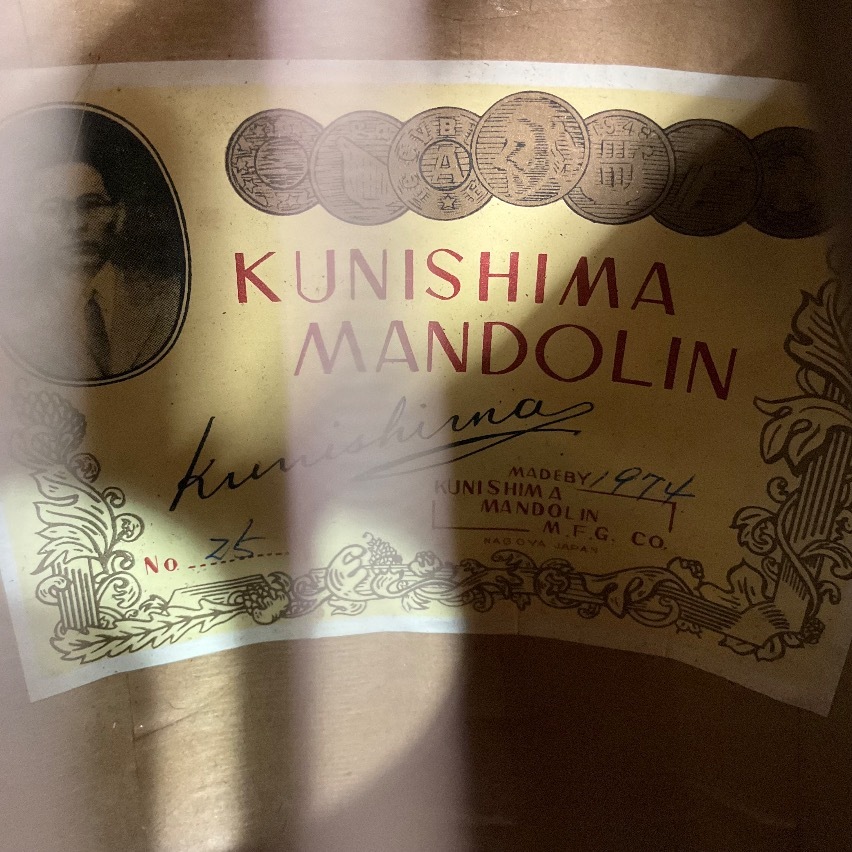 KUNISHIMA
MANDOLIN
Kunishima
MADE BY 1974
KUNISHIMA
MANDOLIN
M.F.G. CO.
NAGOYA JAPAN
No. 25